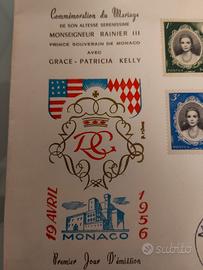 Commémoration du Mariage
DE SON ALTESSE SERENISSIME
MONSEIGNEUR RAINIER III
PRINCE SOUVERAIN DE MONACO
AVEC
GRACE - PATRICIA KELLY
19 AVRIL
1956
MONACO
Premier Jour D'émission
subito